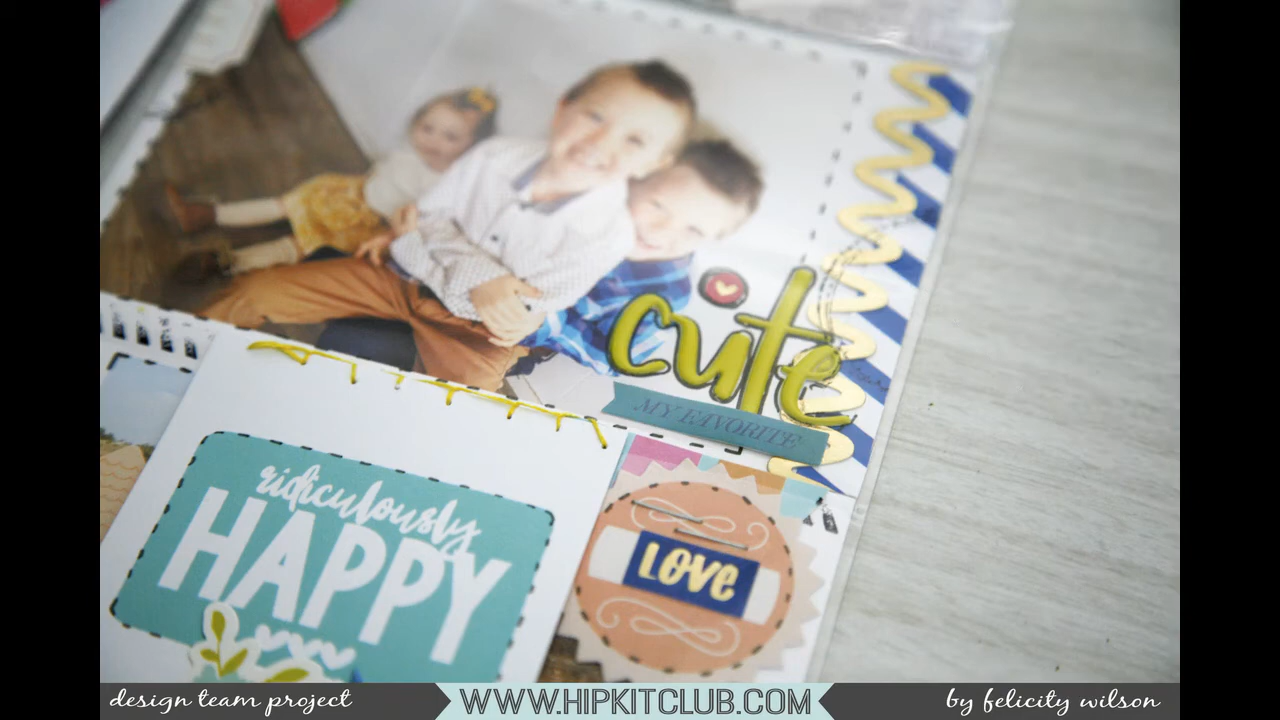 cute
MY FAVORITE
ridiculously
HAPPY
LOVE
design team project
WWW.HIPKITCLUB.COM
by felicity wilson